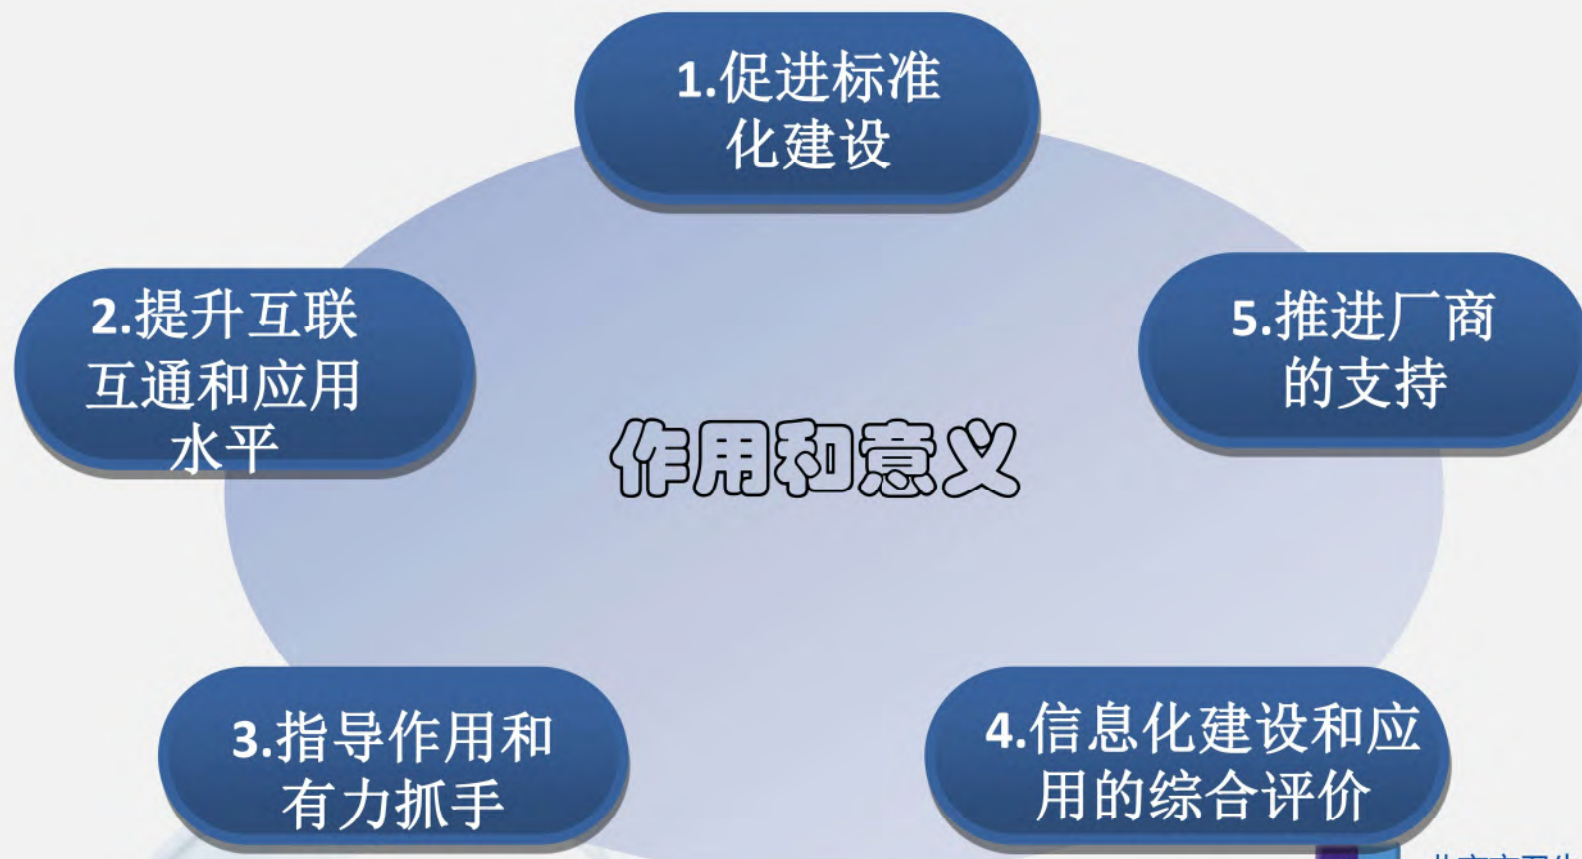 1.促进标准
化建设
2.提升互联
互通和应用
水平
5.推进厂商
的支持
作用和意义
3.指导作用和
有力抓手
4.信息化建设和应
用的综合评价